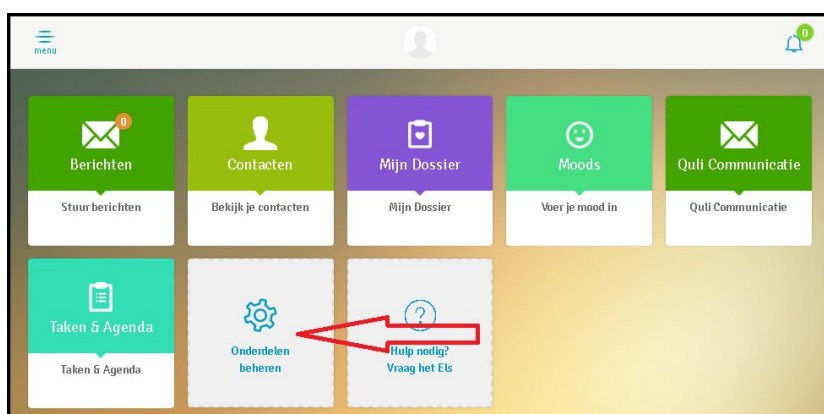 menu
0
0
Berichten
Stuur berichten
Contacten
Bekijk je contacten
Mijn Dossier
Mijn Dossier
Moods
Voer je mood in
Quli Communicatie
Quli Communicatie
Taken & Agenda
Taken & Agenda
Onderdelen
beheren
?
Hulp nodig?
Vraag het Els